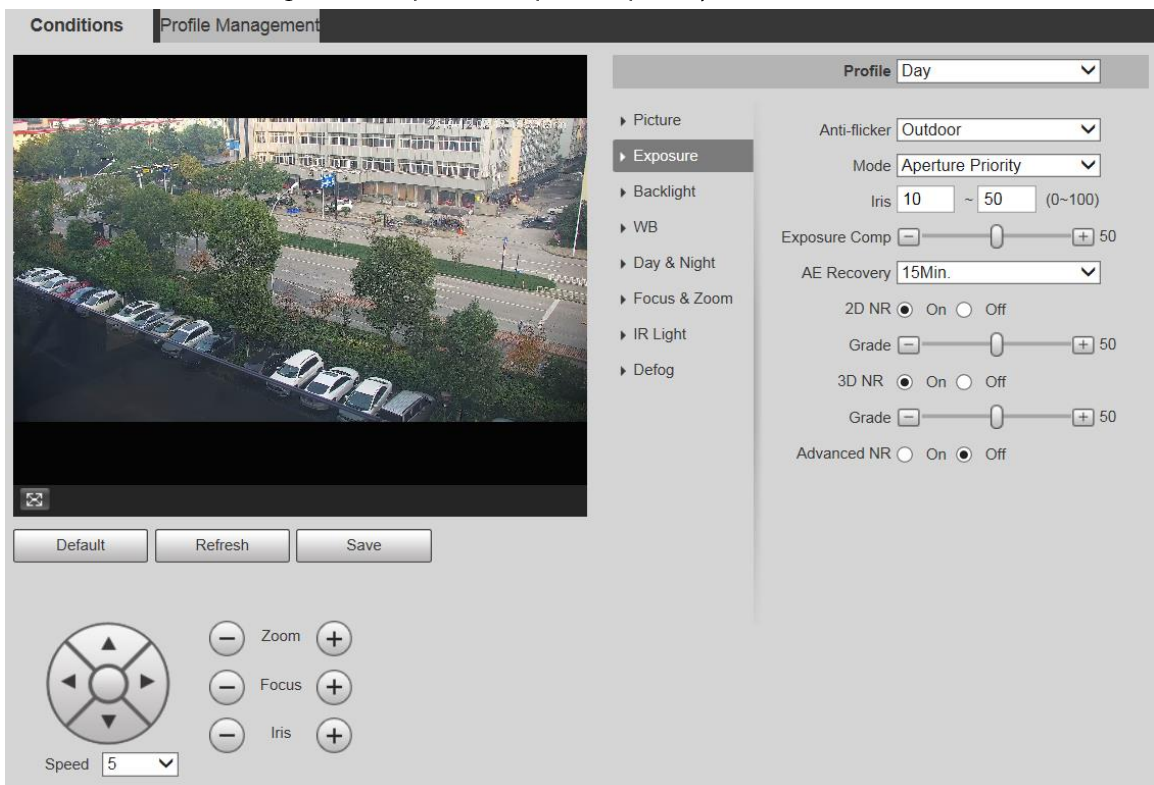 Conditions
Profile Management
Profile Day
Picture
Exposure
Backlight
WB
Day & Night
Focus & Zoom
IR Light
Defog
Anti-flicker Outdoor
Mode Aperture Priority
Iris 10 ~ 50 (0~100)
Exposure Comp 50
AE Recovery 15Min.
2D NR On Off
Grade 50
3D NR On Off
Grade 50
Advanced NR On Off
Default Refresh Save
Zoom
Focus
Iris
Speed 5